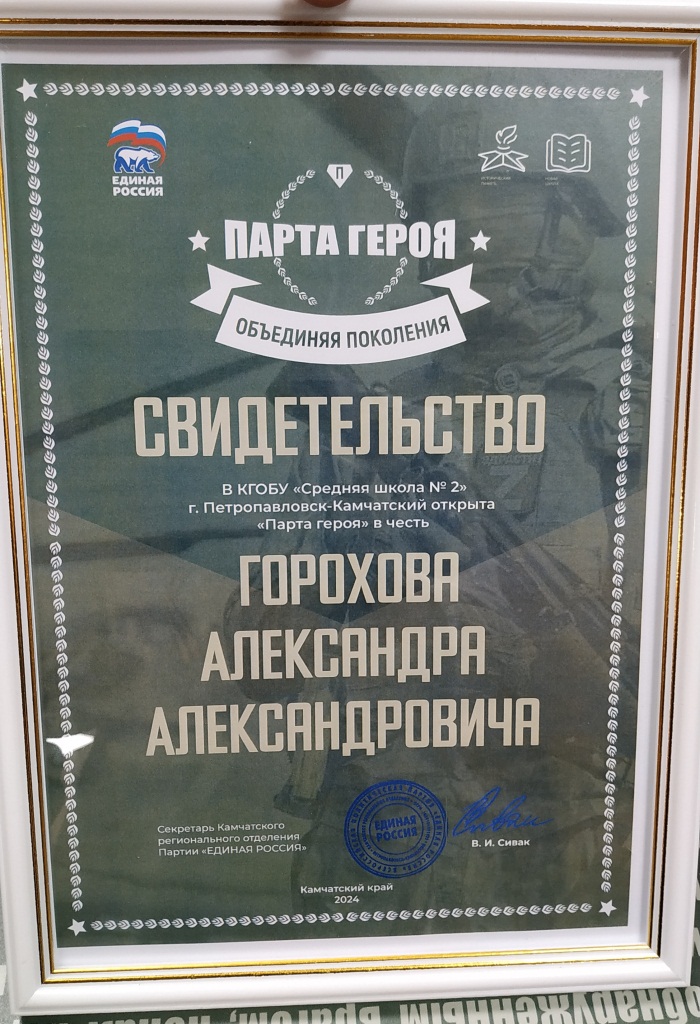 ЕДИНАЯ
РОССИЯ
П
ПАРТА ГЕРОЯ
ОБЪЕДИНЯЯ ПОКОЛЕНИЯ
СВИДЕТЕЛЬСТВО
В КГОБУ «Средняя школа № 2»
г. Петропавловск-Камчатский открыта
«Парта героя» в честь
ГОРОХОВА
АЛЕКСАНДРА
АЛЕКСАНДРОВИЧА
Секретарь Камчатского
регионального отделения
Партии «ЕДИНАЯ РОССИЯ»
ЕДИНАЯ
РОССИЯ
В. И. Сивак
Камчатский край
2024
врагом,